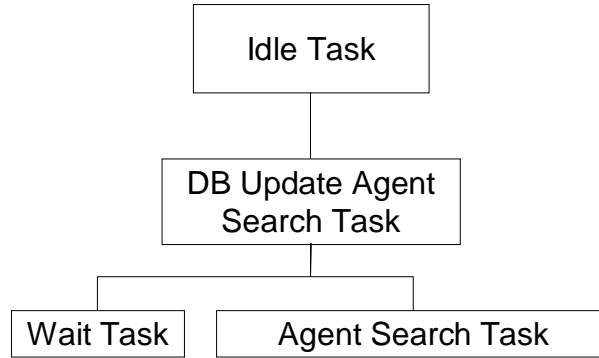 Idle Task
DB Update Agent
Search Task
Wait Task
Agent Search Task